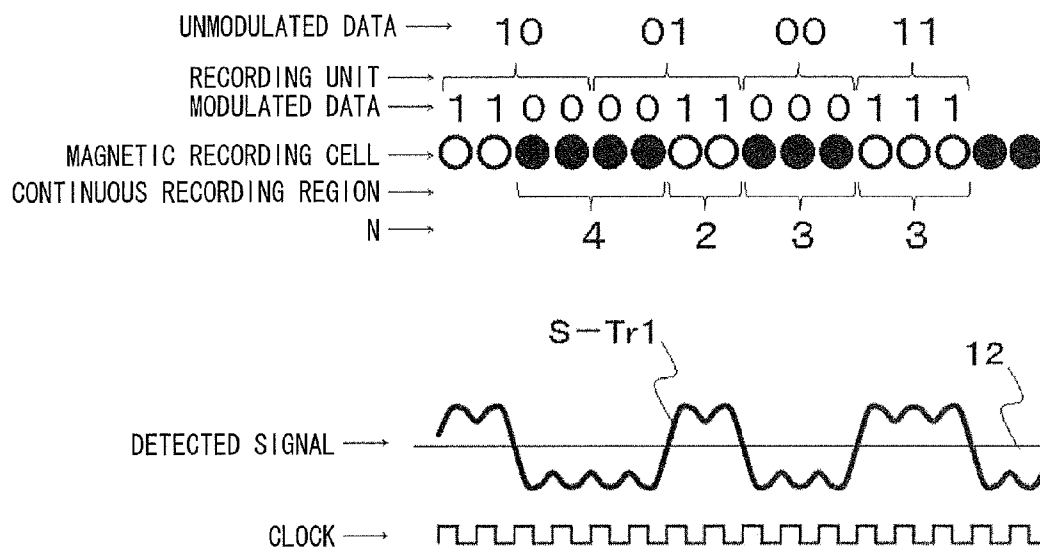 UNMODULATED DATA → 10 01 00 11
RECORDING UNIT →
MODULATED DATA → 1 1 0 0 0 0 1 1 0 0 0 1 1 1
MAGNETIC RECORDING CELL →
CONTINUOUS RECORDING REGION →
N → 4 2 3 3
S-Tr1
12
DETECTED SIGNAL →
CLOCK →